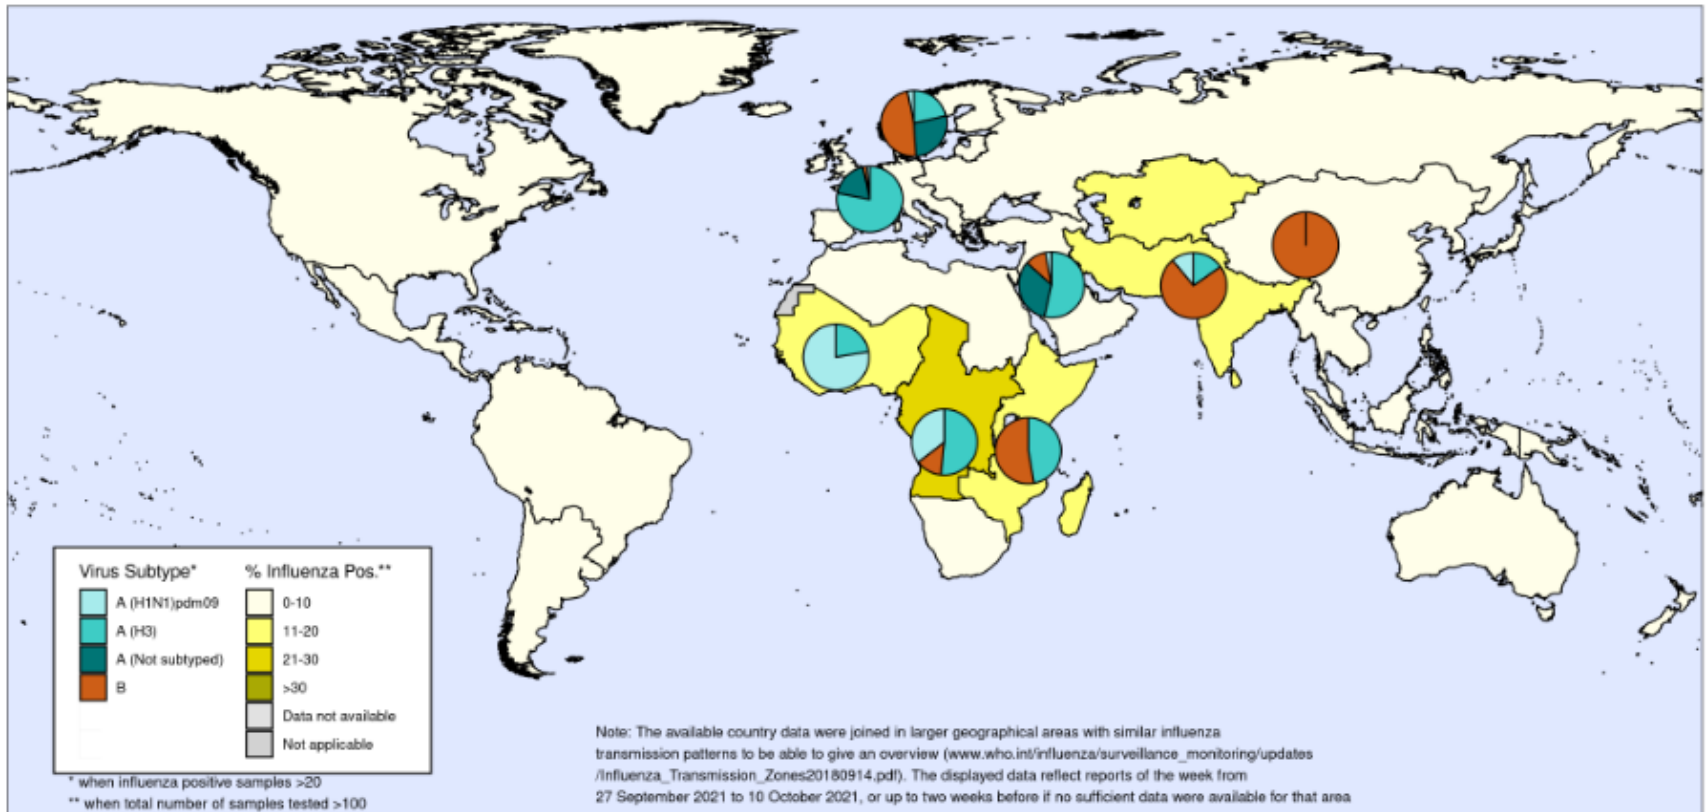 Virus Subtype*
A (H1N1)pdm09
A (H3)
A (Not subtyped)
B
% Influenza Pos.**
0-10
11-20
21-30
>30
Data not available
Not applicable
* when influenza positive samples >20
** when total number of samples tested >100
Note: The available country data were joined in larger geographical areas with similar influenza
transmission patterns to be able to give an overview (www.who.int/influenza/surveillance_monitoring/updates
/Influenza_Transmission_Zones20180914.pdf). The displayed data reflect reports of the week from
27 September 2021 to 10 October 2021, or up to two weeks before if no sufficient data were available for that area